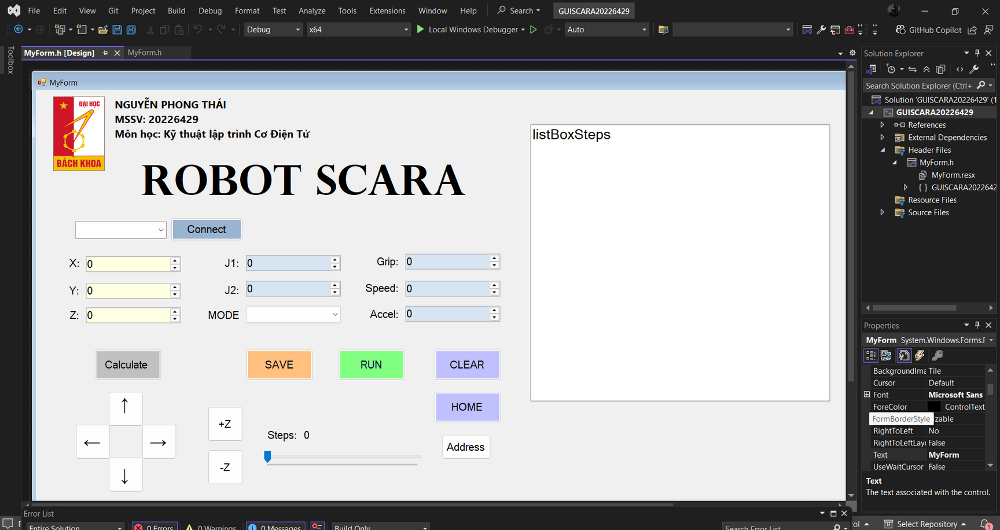 File Edit View Git Project Build Debug Format Test Analyze Tools Extensions Window Help Search GUISCARA20226429
Debug x64 Local Windows Debugger Auto GitHub Copilot
Toolbox
MyForm.h [Design] MyForm.h
MyForm
ĐẠI HỌC
BÁCH KHOA
NGUYỄN PHONG THÁI
MSSV: 20226429
Môn học: Kỹ thuật lập trình Cơ Điện Tử
ROBOT SCARA
listBoxSteps
Connect
X: 0 J1: 0 Grip: 0
Y: 0 J2: 0 Speed: 0
Z: 0 MODE Accel: 0
Calculate SAVE RUN CLEAR
HOME
↑
← →
↓
+Z
-Z
Steps: 0
Address
Solution Explorer
Search Solution Explorer (Ctrl+
Solution 'GUISCARA20226429' (1
GUISCARA20226429
References
External Dependencies
Header Files
MyForm.h
MyForm.resx
{ } GUISCARA2022642
Resource Files
Source Files
Properties
MyForm System.Windows.Forms.F
BackgroundIma Tile
Cursor Default
Font Microsoft Sans
ForeColor ControlText
FormBorderStyle zable
RightToLeft No
RightToLeftLayo False
Text MyForm
UseWaitCursor False
Text
The text associated with the control.
Error List
Entire Solution 0 Errors 0 Warnings 0 Messages Build Only Search Error List
Select Repository 1